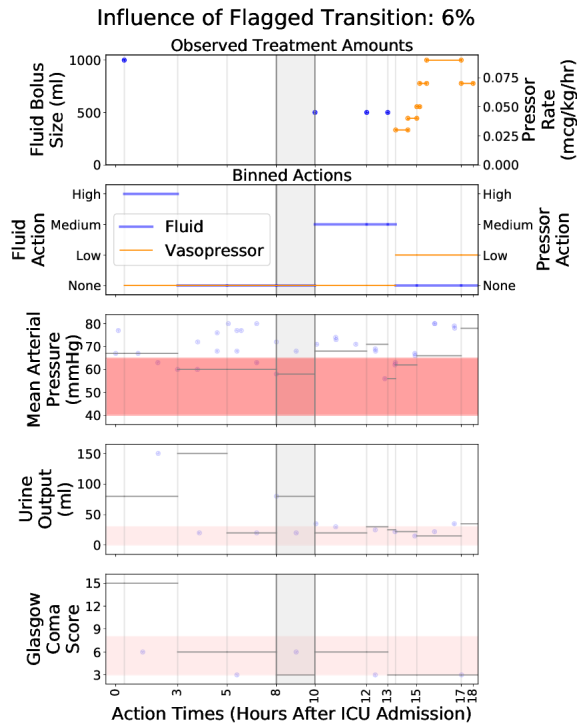 Influence of Flagged Transition: 6%
Observed Treatment Amounts
Fluid Bolus
Size (ml)
1000
500
0
0.075
0.050
0.025
0.000
Pressor
Rate
(mcg/kg/hr)
Binned Actions
Fluid
Action
High
Medium
Low
None
Fluid
Vasopressor
High
Medium
Low
None
Pressor
Action
Mean Arterial
Pressure
(mmHg)
80
70
60
50
40
Urine
Output
(ml)
150
100
50
0
Glasgow
Coma
Score
15
12
9
6
3
0
3
5
8
10
12
13
15
17
18
Action Times (Hours After ICU Admission)